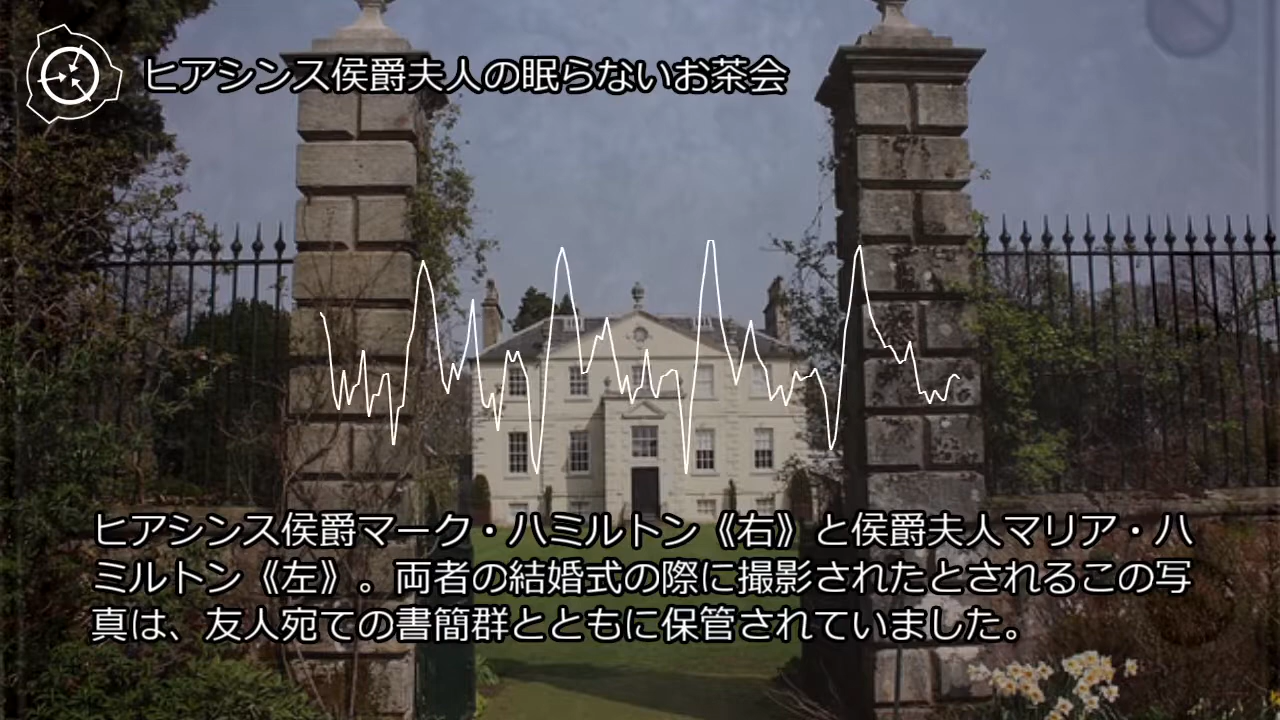 ヒアシンス侯爵夫人の眠らないお茶会
ヒアシンス侯爵マーク・ハミルトン《右》と侯爵夫人マリア・ハ
ミルトン《左》。両者の結婚式の際に撮影されたとされるこの写
真は、友人宛ての書簡群とともに保管されていました。